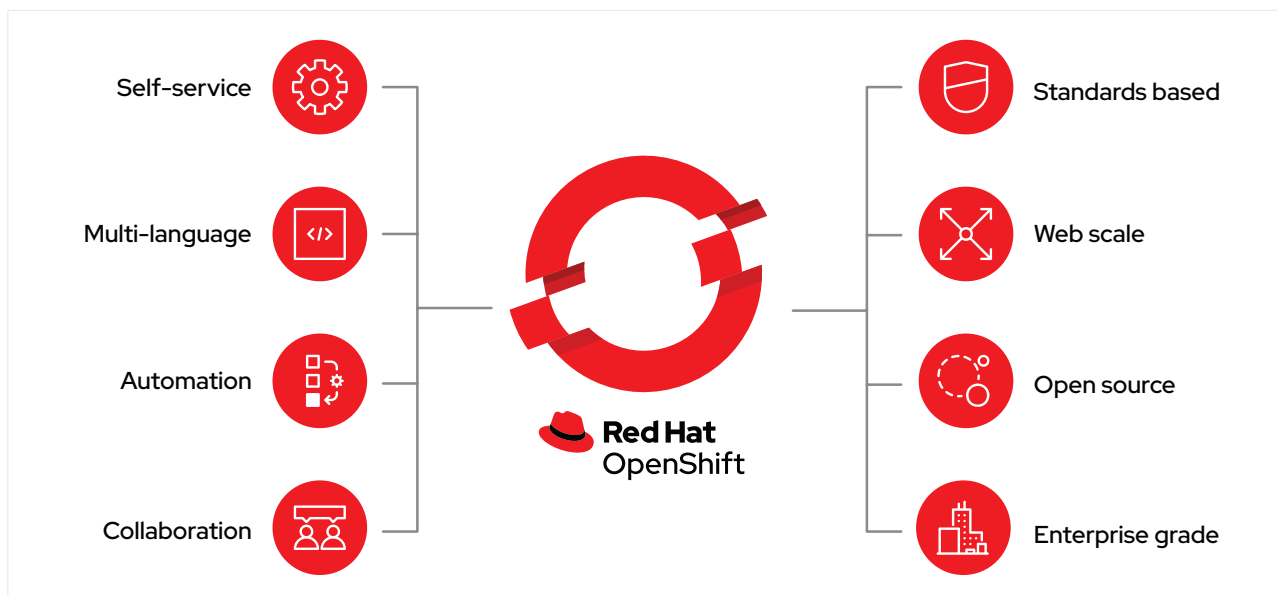 Self-service
Multi-language
Automation
Collaboration
</>
Red Hat
OpenShift
Standards based
Web scale
Open source
Enterprise grade